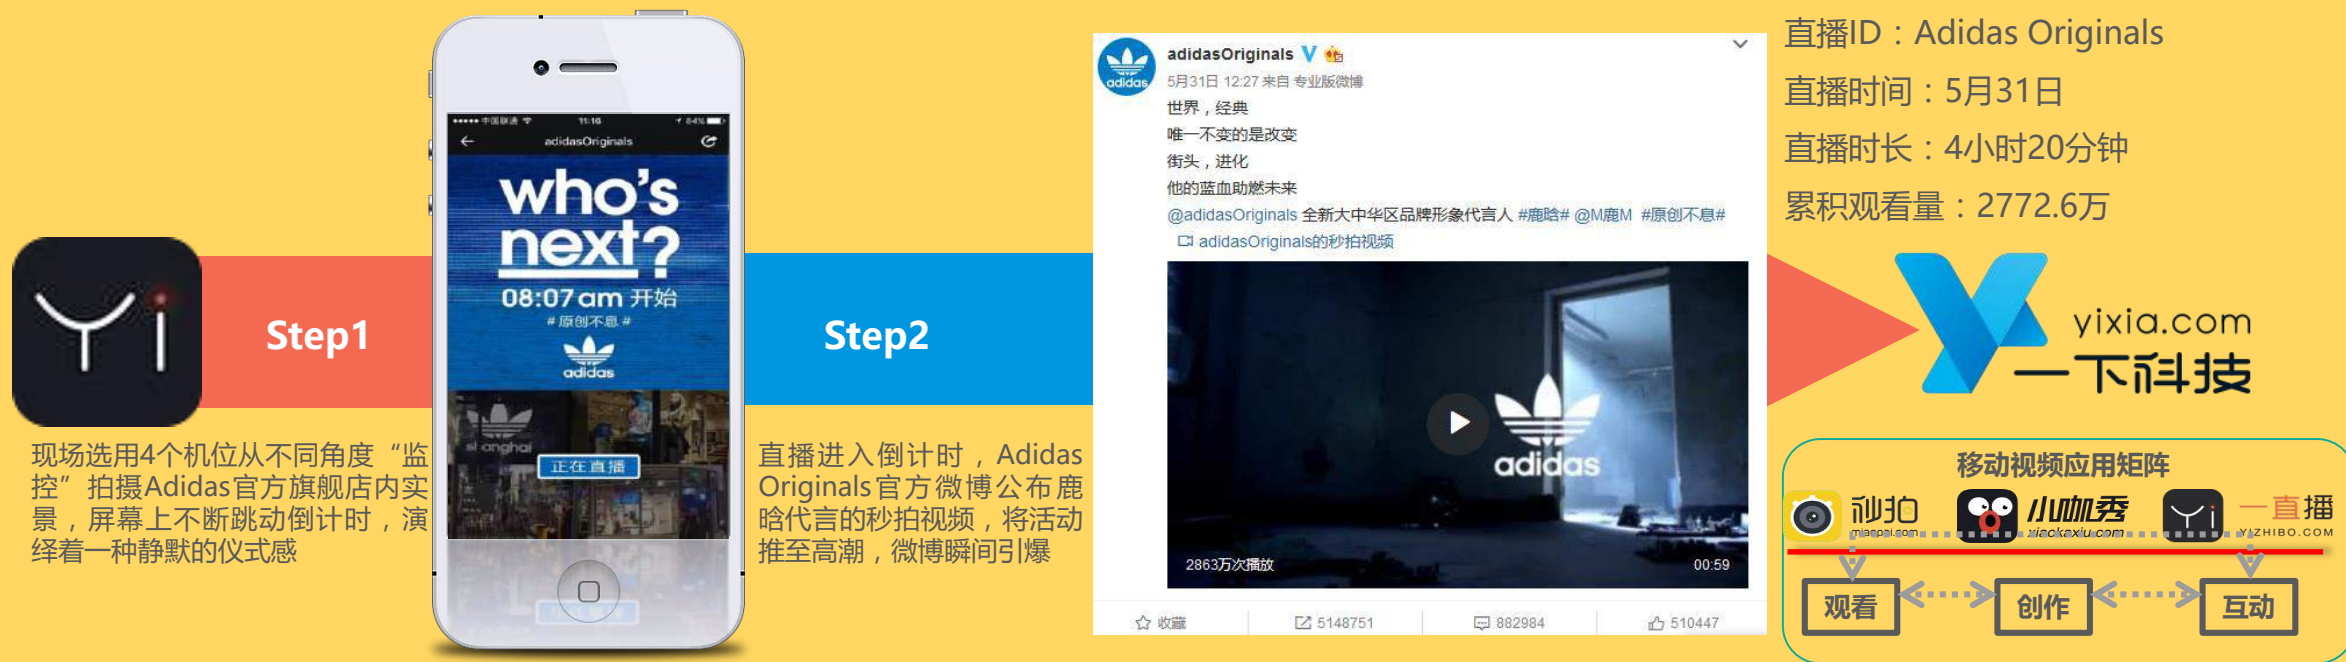 Yi
Step1
现场选用4个机位从不同角度“监
控”拍摄Adidas官方旗舰店内实
景，屏幕上不断跳动倒计时，演
绎着一种静默的仪式感
中国联通
11:16
84%
adidasOriginals
who's
next?
08:07am 开始
#原创不息#
adidas
正在直播
Step2
直播进入倒计时，Adidas
Originals官方微博公布鹿
晗代言的秒拍视频，将活动
推至高潮，微博瞬间引爆
adidas
adidasOriginals V
5月31日 12:27 来自 专业版微博
世界，经典
唯一不变的是改变
街头，进化
他的蓝血助燃未来
@adidasOriginals 全新大中华区品牌形象代言人 #鹿晗# @M鹿M #原创不息#
adidasOriginals的秒拍视频
adidas
2863万次播放
00:59
收藏
5148751
882984
510447
直播ID：Adidas Originals
直播时间：5月31日
直播时长：4小时20分钟
累积观看量：2772.6万
yixia.com
一下科技
移动视频应用矩阵
秒拍
miaopai.com
小咖秀
xiaokaxiu.com
Yi
一直播
YIZHIBO.COM
观看
创作
互动